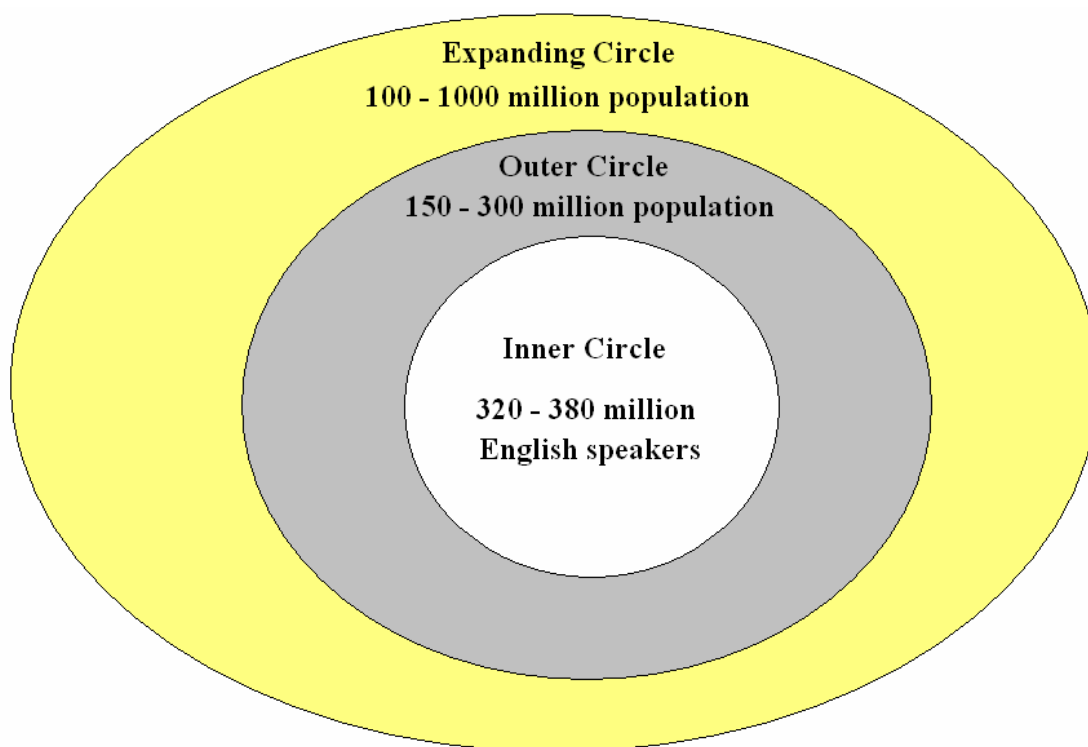 Expanding Circle
100 - 1000 million population
Outer Circle
150 - 300 million population
Inner Circle
320 - 380 million
English speakers